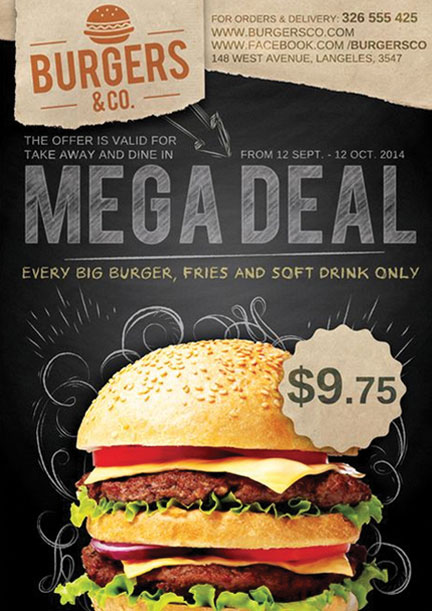 BURGERS
& CO.
FOR ORDERS & DELIVERY: 326 555 425
WWW.BURGERSCO.COM
WWW.FACEBOOK.COM /BURGERSCO
148 WEST AVENUE, LANGELES, 3547
THE OFFER IS VALID FOR
TAKE AWAY AND DINE IN
FROM 12 SEPT. - 12 OCT. 2014
MEGA DEAL
EVERY BIG BURGER, FRIES AND SOFT DRINK ONLY
$9.75